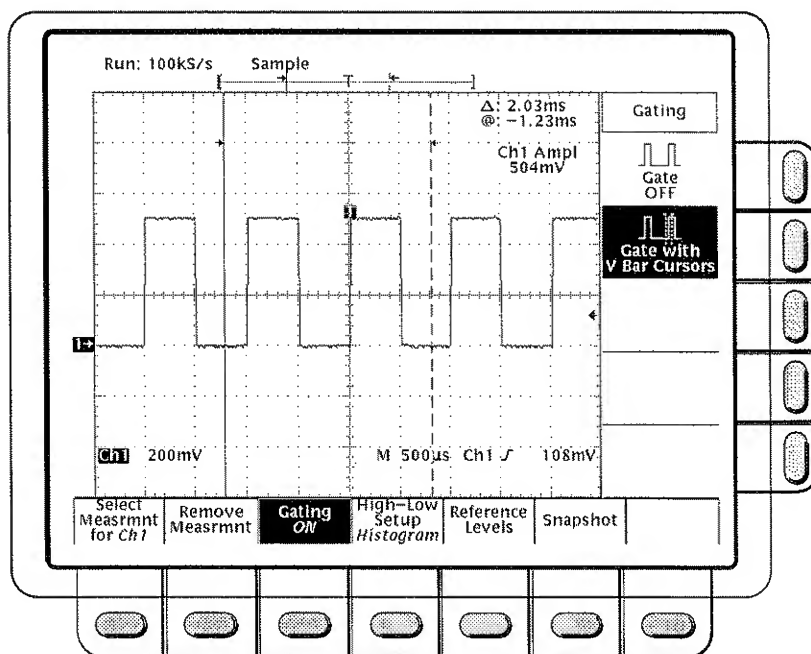 Run: 100kS/s Sample
Δ: 2.03ms
@: −1.23ms
Ch1 Ampl
504mV
Gating
Gate
OFF
Gate with
V Bar Cursors
1
Ch1 200mV M 500µs Ch1 108mV
Select
Measrmnt
for Ch1
Remove
Measrmnt
Gating
ON
High–Low
Setup
Histogram
Reference
Levels
Snapshot